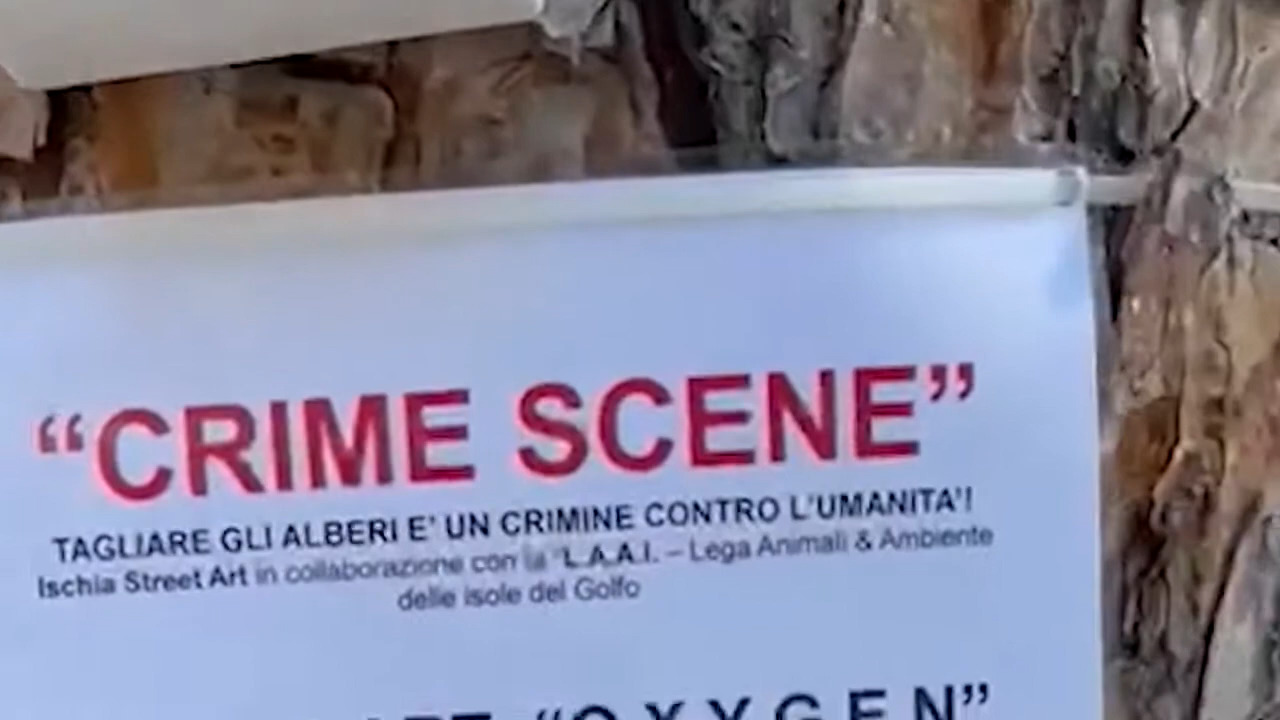 “CRIME SCENE”
TAGLIARE GLI ALBERI E’ UN CRIMINE CONTRO L’UMANITA’!
Ischia Street Art in collaborazione con la “L.A.A.I. – Lega Animali & Ambiente
delle isole del Golfo
“O X Y G E N”